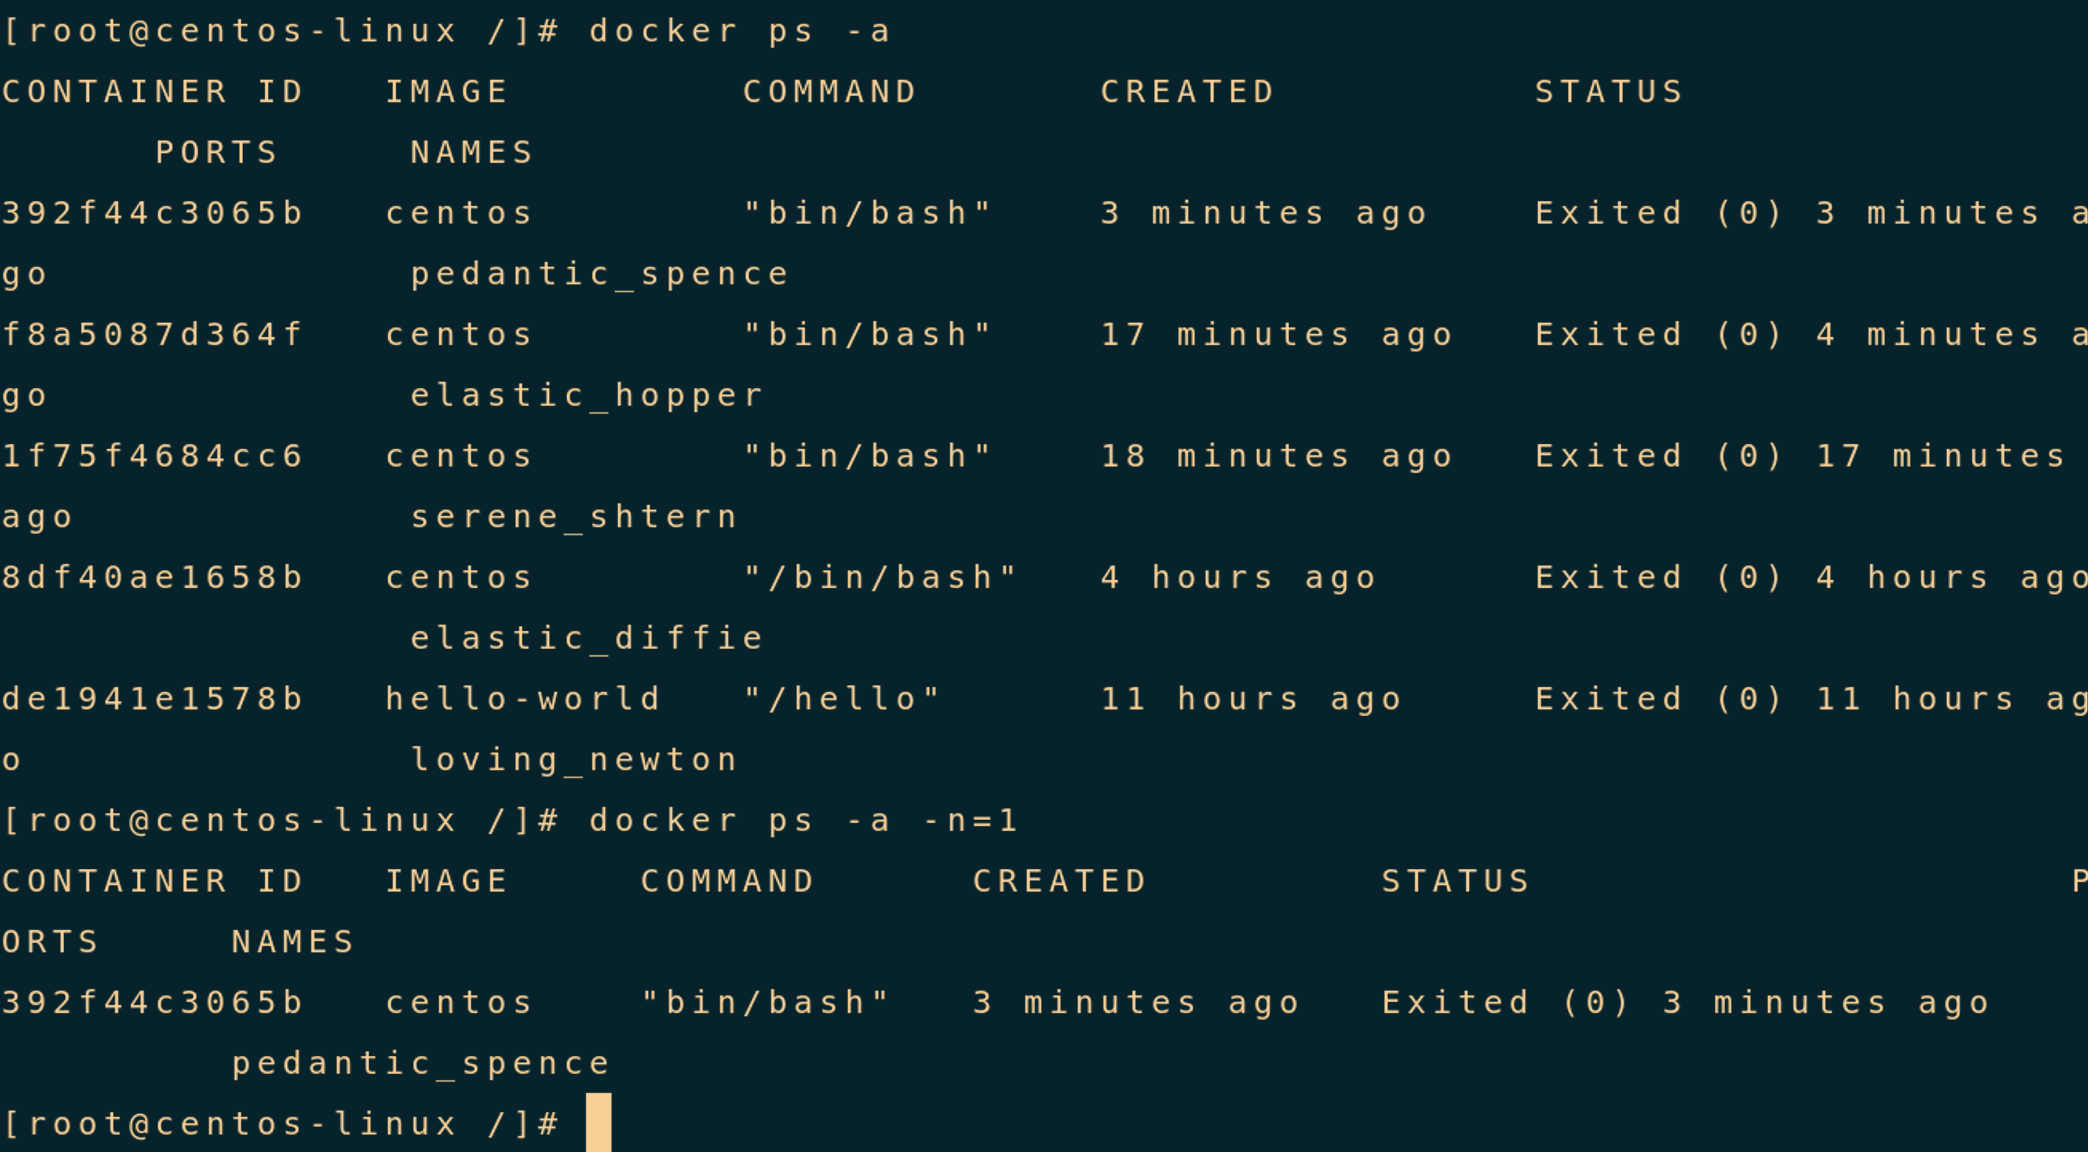 [root@centos-linux /]# docker ps -a
CONTAINER ID   IMAGE         COMMAND       CREATED          STATUS
      PORTS     NAMES
392f44c3065b   centos        "bin/bash"    3 minutes ago    Exited (0) 3 minutes a
go              pedantic_spence
f8a5087d364f   centos        "bin/bash"    17 minutes ago   Exited (0) 4 minutes a
go              elastic_hopper
1f75f4684cc6   centos        "bin/bash"    18 minutes ago   Exited (0) 17 minutes
ago             serene_shtern
8df40ae1658b   centos        "/bin/bash"   4 hours ago      Exited (0) 4 hours ago
                elastic_diffie
de1941e1578b   hello-world   "/hello"      11 hours ago     Exited (0) 11 hours ag
o               loving_newton
[root@centos-linux /]# docker ps -a -n=1
CONTAINER ID   IMAGE     COMMAND      CREATED         STATUS                     P
ORTS     NAMES
392f44c3065b   centos    "bin/bash"   3 minutes ago   Exited (0) 3 minutes ago
         pedantic_spence
[root@centos-linux /]#